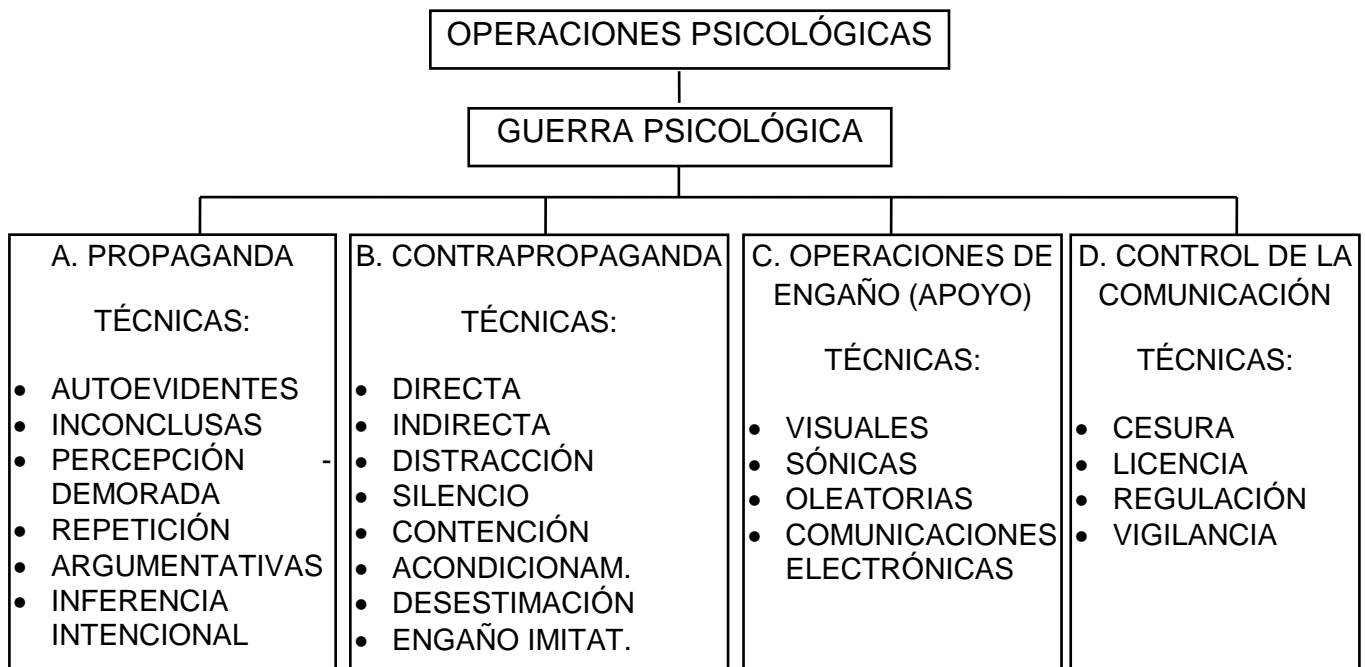 OPERACIONES PSICOLÓGICAS
GUERRA PSICOLÓGICA
A. PROPAGANDA
TÉCNICAS:
• AUTOEVIDENTES
• INCONCLUSAS
• PERCEPCIÓN -
DEMORADA
• REPETICIÓN
• ARGUMENTATIVAS
• INFERENCIA
INTENCIONAL
B. CONTRAPROPAGANDA
TÉCNICAS:
• DIRECTA
• INDIRECTA
• DISTRACCIÓN
• SILENCIO
• CONTENCIÓN
• ACONDICIONAM.
• DESESTIMACIÓN
• ENGAÑO IMITAT.
C. OPERACIONES DE
ENGAÑO (APOYO)
TÉCNICAS:
• VISUALES
• SÓNICAS
• OLEATORIAS
• COMUNICACIONES
ELECTRÓNICAS
D. CONTROL DE LA
COMUNICACIÓN
TÉCNICAS:
• CESURA
• LICENCIA
• REGULACIÓN
• VIGILANCIA